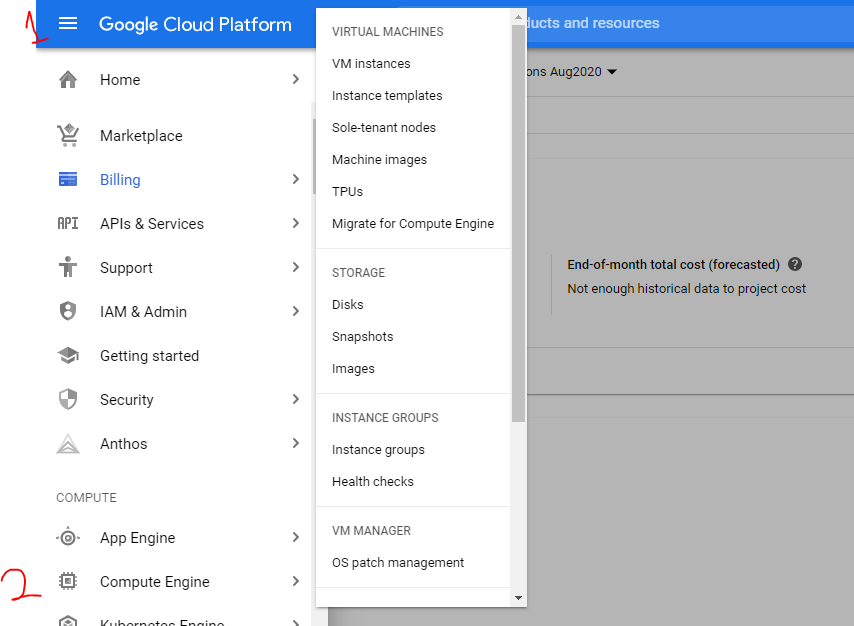 1
Google Cloud Platform
ducts and resources
Home
Marketplace
Billing
API APIs & Services
Support
IAM & Admin
Getting started
Security
Anthos
COMPUTE
App Engine
2
Compute Engine
Kubernetes Engine
VIRTUAL MACHINES
VM instances
Instance templates
Sole-tenant nodes
Machine images
TPUs
Migrate for Compute Engine
STORAGE
Disks
Snapshots
Images
INSTANCE GROUPS
Instance groups
Health checks
VM MANAGER
OS patch management
ons Aug2020
End-of-month total cost (forecasted) ?
Not enough historical data to project cost